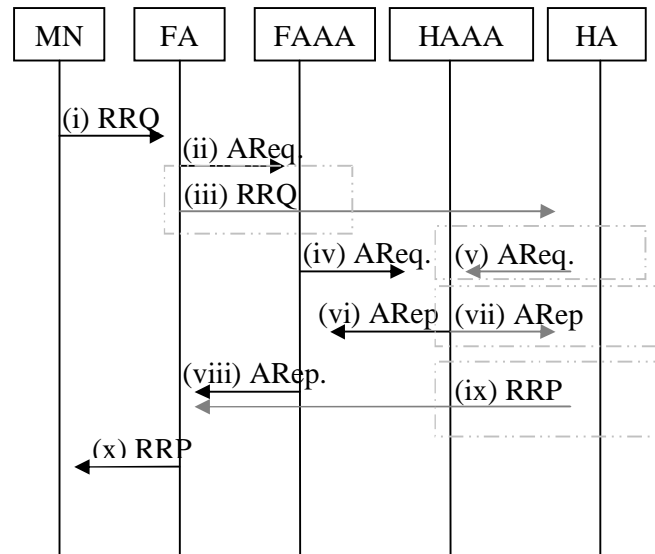 MN FA FAAA HAAA HA
(i) RRQ
(ii) AReq.
(iii) RRQ
(iv) AReq. (v) AReq.
(vi) ARep (vii) ARep
(viii) ARep.
(ix) RRP
(x) RRP